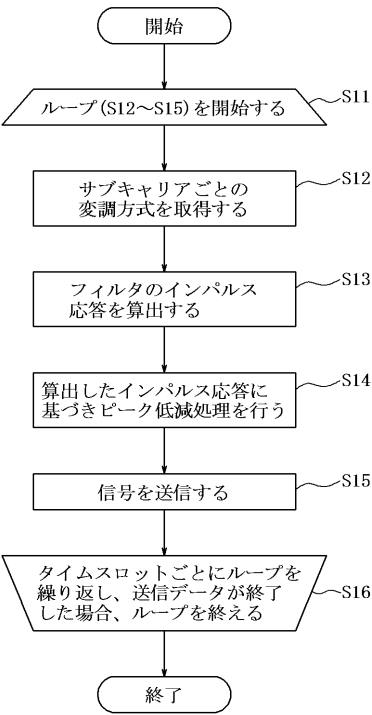 開始
ループ(S12～S15)を開始する
S11
サブキャリアごとの
変調方式を取得する
S12
フィルタのインパルス
応答を算出する
S13
算出したインパルス応答に
基づきピーク低減処理を行う
S14
信号を送信する
S15
タイムスロットごとにループを
繰り返し、送信データが終了
した場合、ループを終える
S16
終了